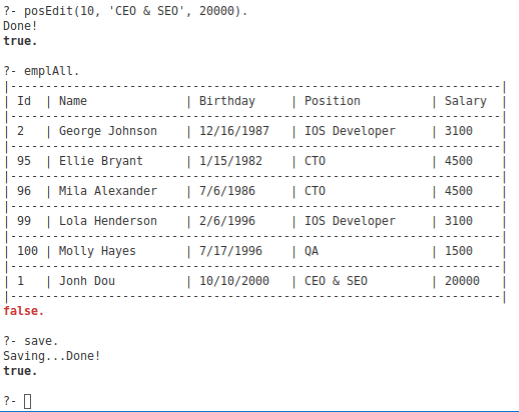 ?- posEdit(10, 'CEO & SEO', 20000).
Done!
true.
?- emplAll.
|----------------------------------------------------------------------|
| Id | Name | Birthday | Position | Salary |
|----------------------------------------------------------------------|
| 2 | George Johnson | 12/16/1987 | IOS Developer | 3100 |
|----------------------------------------------------------------------|
| 95 | Ellie Bryant | 1/15/1982 | CTO | 4500 |
|----------------------------------------------------------------------|
| 96 | Mila Alexander | 7/6/1986 | CTO | 4500 |
|----------------------------------------------------------------------|
| 99 | Lola Henderson | 2/6/1996 | IOS Developer | 3100 |
|----------------------------------------------------------------------|
| 100 | Molly Hayes | 7/17/1996 | QA | 1500 |
|----------------------------------------------------------------------|
| 1 | Jonh Dou | 10/10/2000 | CEO & SEO | 20000 |
|----------------------------------------------------------------------|
false.
?- save.
Saving...Done!
true.
?-